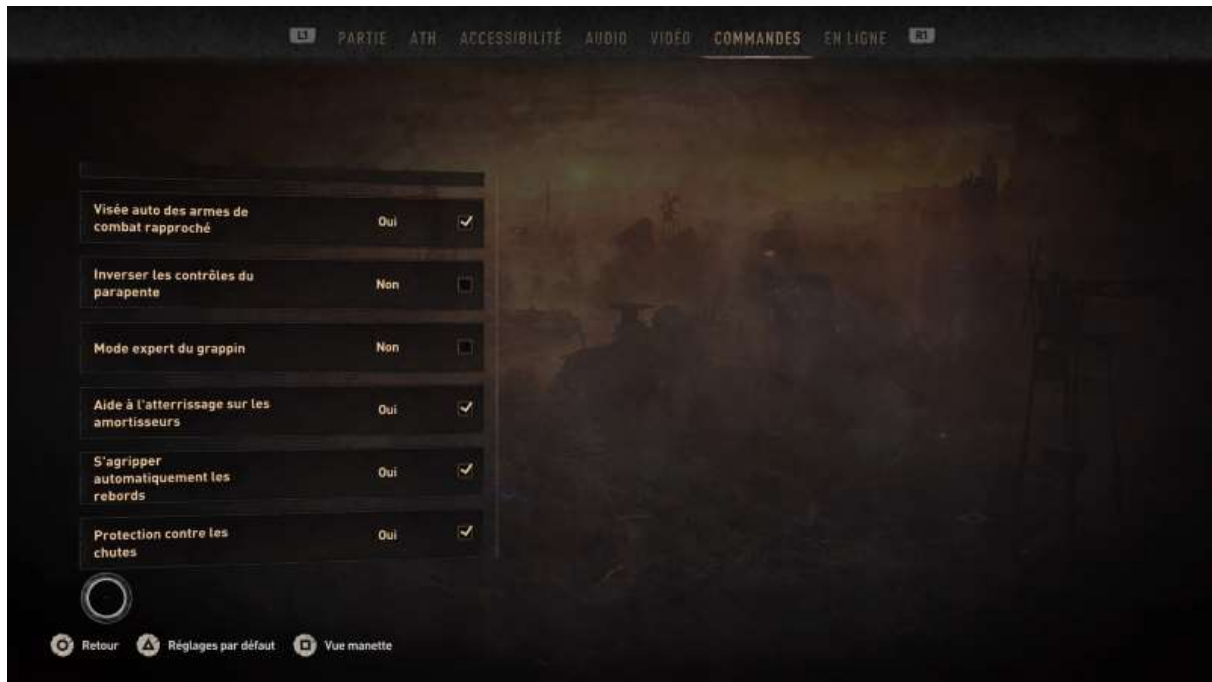 L1 PARTIE ATH ACCESSIBILITÉ AUDIO VIDÉO COMMANDES EN LIGNE R1
Visée auto des armes de
combat rapproché
Oui
Inverser les contrôles du
parapente
Non
Mode expert du grappin
Non
Aide à l'atterrissage sur les
amortisseurs
Oui
S'agripper
automatiquement les
rebords
Oui
Protection contre les
chutes
Oui
Retour Réglages par défaut Vue manette